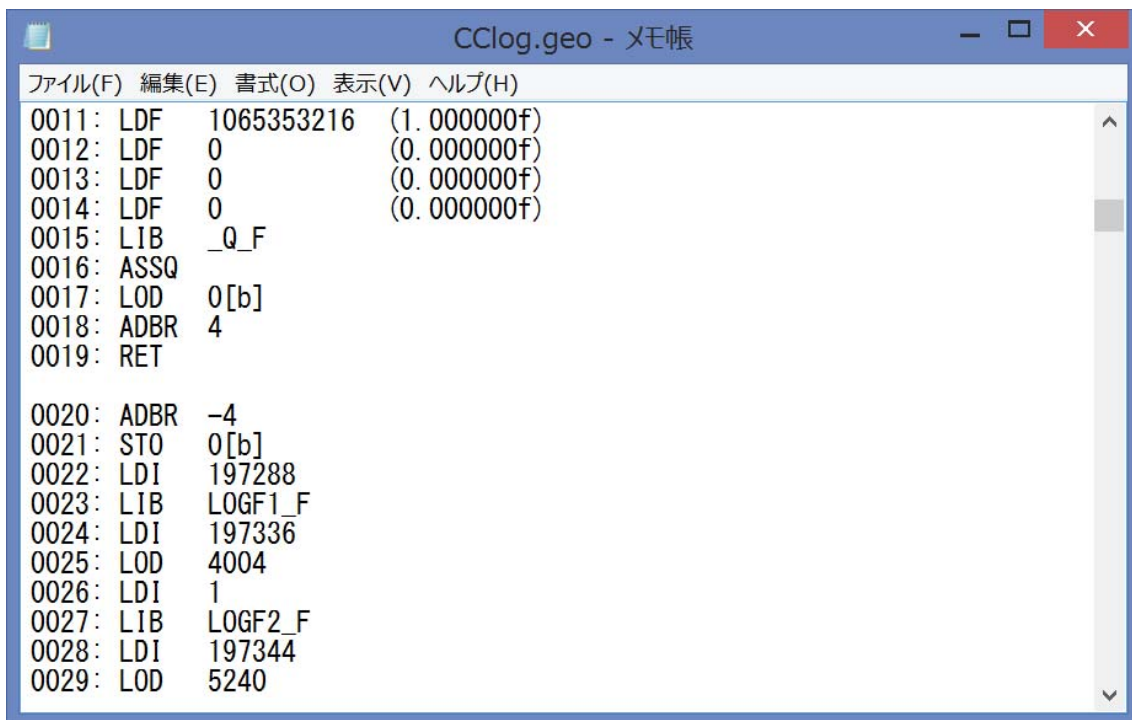 CClog.geo - メモ帳
ファイル(F) 編集(E) 書式(O) 表示(V) ヘルプ(H)
0011: LDF 1065353216 (1.000000f)
0012: LDF 0 (0.000000f)
0013: LDF 0 (0.000000f)
0014: LDF 0 (0.000000f)
0015: LIB _Q_F
0016: ASSQ
0017: LOD 0[b]
0018: ADBR 4
0019: RET
0020: ADBR -4
0021: STO 0[b]
0022: LDI 197288
0023: LIB LOGF1_F
0024: LDI 197336
0025: LOD 4004
0026: LDI 1
0027: LIB LOGF2_F
0028: LDI 197344
0029: LOD 5240